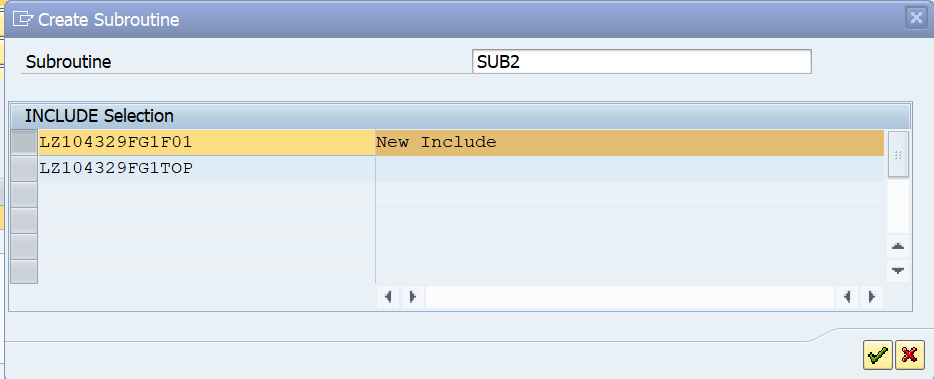 Create Subroutine
Subroutine SUB2
INCLUDE Selection
LZ104329FG1F01 New Include
LZ104329FG1TOP